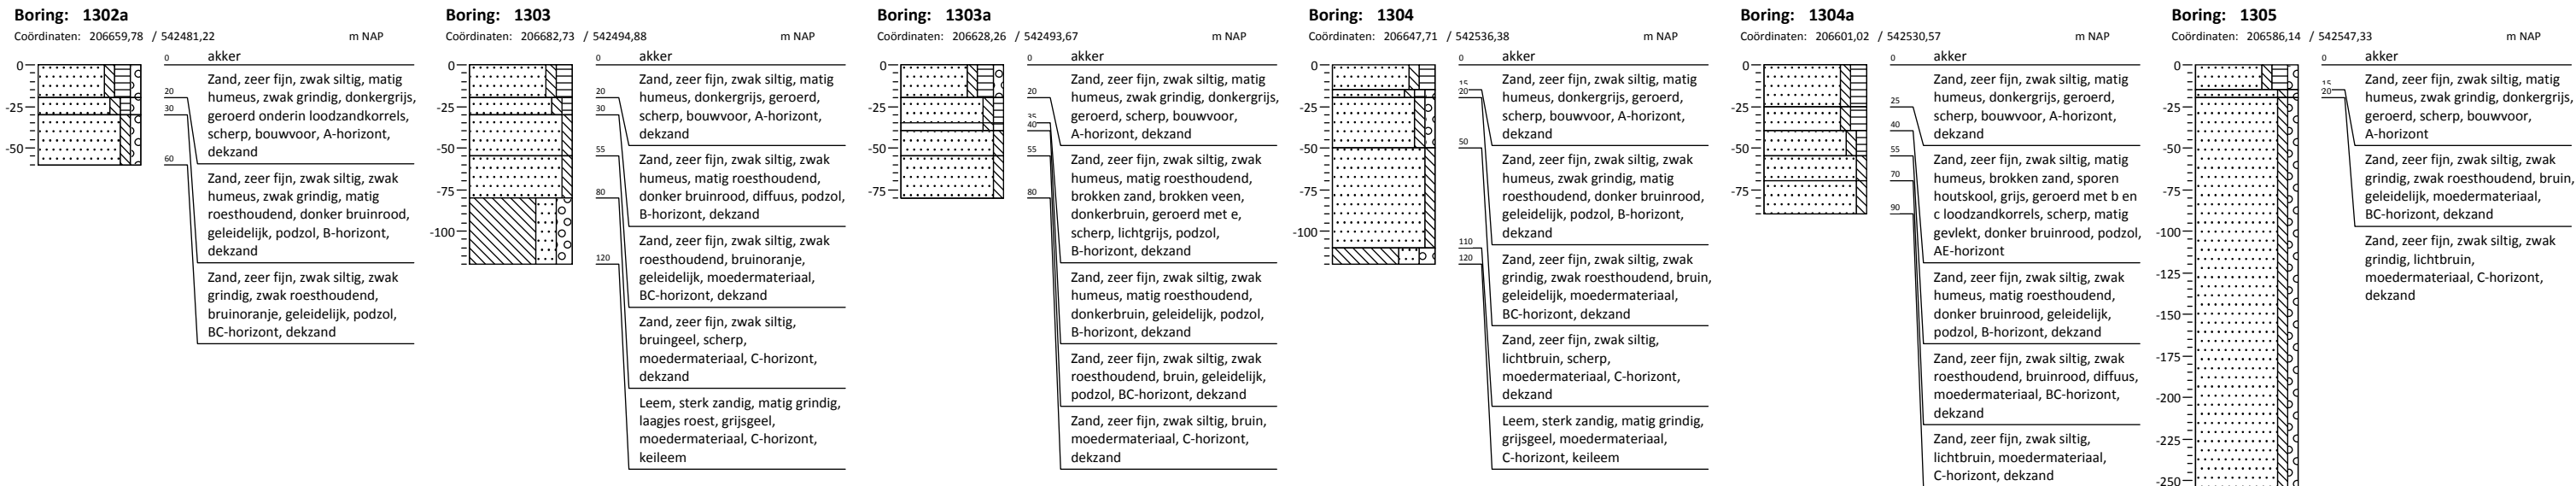 Boring: 1302a
Coördinaten: 206659,78 / 542481,22 m NAP
0 akker
0
-25
-50
20
30
60
Zand, zeer fijn, zwak siltig, matig
humeus, zwak grindig, donkergrijs,
geroerd onderin loodzandkorrels,
scherp, bouwvoor, A-horizont,
dekzand
Zand, zeer fijn, zwak siltig, zwak
humeus, zwak grindig, matig
roesthoudend, donker bruinrood,
geleidelijk, podzol, B-horizont,
dekzand
Zand, zeer fijn, zwak siltig, zwak
grindig, zwak roesthoudend,
bruinoranje, geleidelijk, podzol,
BC-horizont, dekzand
Boring: 1303
Coördinaten: 206682,73 / 542494,88 m NAP
0 akker
0
-25
-50
-75
-100
20
30
55
80
120
Zand, zeer fijn, zwak siltig, matig
humeus, donkergrijs, geroerd,
scherp, bouwvoor, A-horizont,
dekzand
Zand, zeer fijn, zwak siltig, zwak
humeus, matig roesthoudend,
donker bruinrood, diffuus, podzol,
B-horizont, dekzand
Zand, zeer fijn, zwak siltig, zwak
roesthoudend, bruinoranje,
geleidelijk, moedermateriaal,
BC-horizont, dekzand
Zand, zeer fijn, zwak siltig,
bruingeel, scherp,
moedermateriaal, C-horizont,
dekzand
Leem, sterk zandig, matig grindig,
laagjes roest, grijsgeel,
moedermateriaal, C-horizont,
keileem
Boring: 1303a
Coördinaten: 206628,26 / 542493,67 m NAP
0 akker
0
-25
-50
-75
20
35
40
55
80
Zand, zeer fijn, zwak siltig, matig
humeus, zwak grindig, donkergrijs,
geroerd, scherp, bouwvoor,
A-horizont, dekzand
Zand, zeer fijn, zwak siltig, zwak
humeus, matig roesthoudend,
brokken zand, brokken veen,
donkerbruin, geroerd met e,
scherp, lichtgrijs, podzol,
B-horizont, dekzand
Zand, zeer fijn, zwak siltig, zwak
humeus, matig roesthoudend,
donkerbruin, geleidelijk, podzol,
B-horizont, dekzand
Zand, zeer fijn, zwak siltig, zwak
roesthoudend, bruin, geleidelijk,
podzol, BC-horizont, dekzand
Zand, zeer fijn, zwak siltig, bruin,
moedermateriaal, C-horizont,
dekzand
Boring: 1304
Coördinaten: 206647,71 / 542536,38 m NAP
0 akker
0
-25
-50
-75
-100
15
20
50
110
120
Zand, zeer fijn, zwak siltig, matig
humeus, donkergrijs, geroerd,
scherp, bouwvoor, A-horizont,
dekzand
Zand, zeer fijn, zwak siltig, zwak
humeus, zwak grindig, matig
roesthoudend, donker bruinrood,
geleidelijk, podzol, B-horizont,
dekzand
Zand, zeer fijn, zwak siltig, zwak
grindig, zwak roesthoudend, bruin,
geleidelijk, moedermateriaal,
BC-horizont, dekzand
Zand, zeer fijn, zwak siltig,
lichtbruin, scherp,
moedermateriaal, C-horizont,
dekzand
Leem, sterk zandig, matig grindig,
grijsgeel, moedermateriaal,
C-horizont, keileem
Boring: 1304a
Coördinaten: 206601,02 / 542530,57 m NAP
0 akker
0
-25
-50
-75
25
40
55
70
90
Zand, zeer fijn, zwak siltig, matig
humeus, donkergrijs, geroerd,
scherp, bouwvoor, A-horizont,
dekzand
Zand, zeer fijn, zwak siltig, matig
humeus, brokken zand, sporen
houtskool, grijs, geroerd met b en
c loodzandkorrels, scherp, matig
gevlekt, donker bruinrood, podzol,
AE-horizont
Zand, zeer fijn, zwak siltig, zwak
humeus, matig roesthoudend,
donker bruinrood, geleidelijk,
podzol, B-horizont, dekzand
Zand, zeer fijn, zwak siltig, zwak
roesthoudend, bruinrood, diffuus,
moedermateriaal, BC-horizont,
dekzand
Zand, zeer fijn, zwak siltig,
lichtbruin, moedermateriaal,
C-horizont, dekzand
Boring: 1305
Coördinaten: 206586,14 / 542547,33 m NAP
0 akker
0
-25
-50
-75
-100
-125
-150
-175
-200
-225
-250
15
20
Zand, zeer fijn, zwak siltig, matig
humeus, zwak grindig, donkergrijs,
geroerd, scherp, bouwvoor,
A-horizont
Zand, zeer fijn, zwak siltig, zwak
grindig, zwak roesthoudend, bruin,
geleidelijk, moedermateriaal,
BC-horizont, dekzand
Zand, zeer fijn, zwak siltig, zwak
grindig, lichtbruin,
moedermateriaal, C-horizont,
dekzand